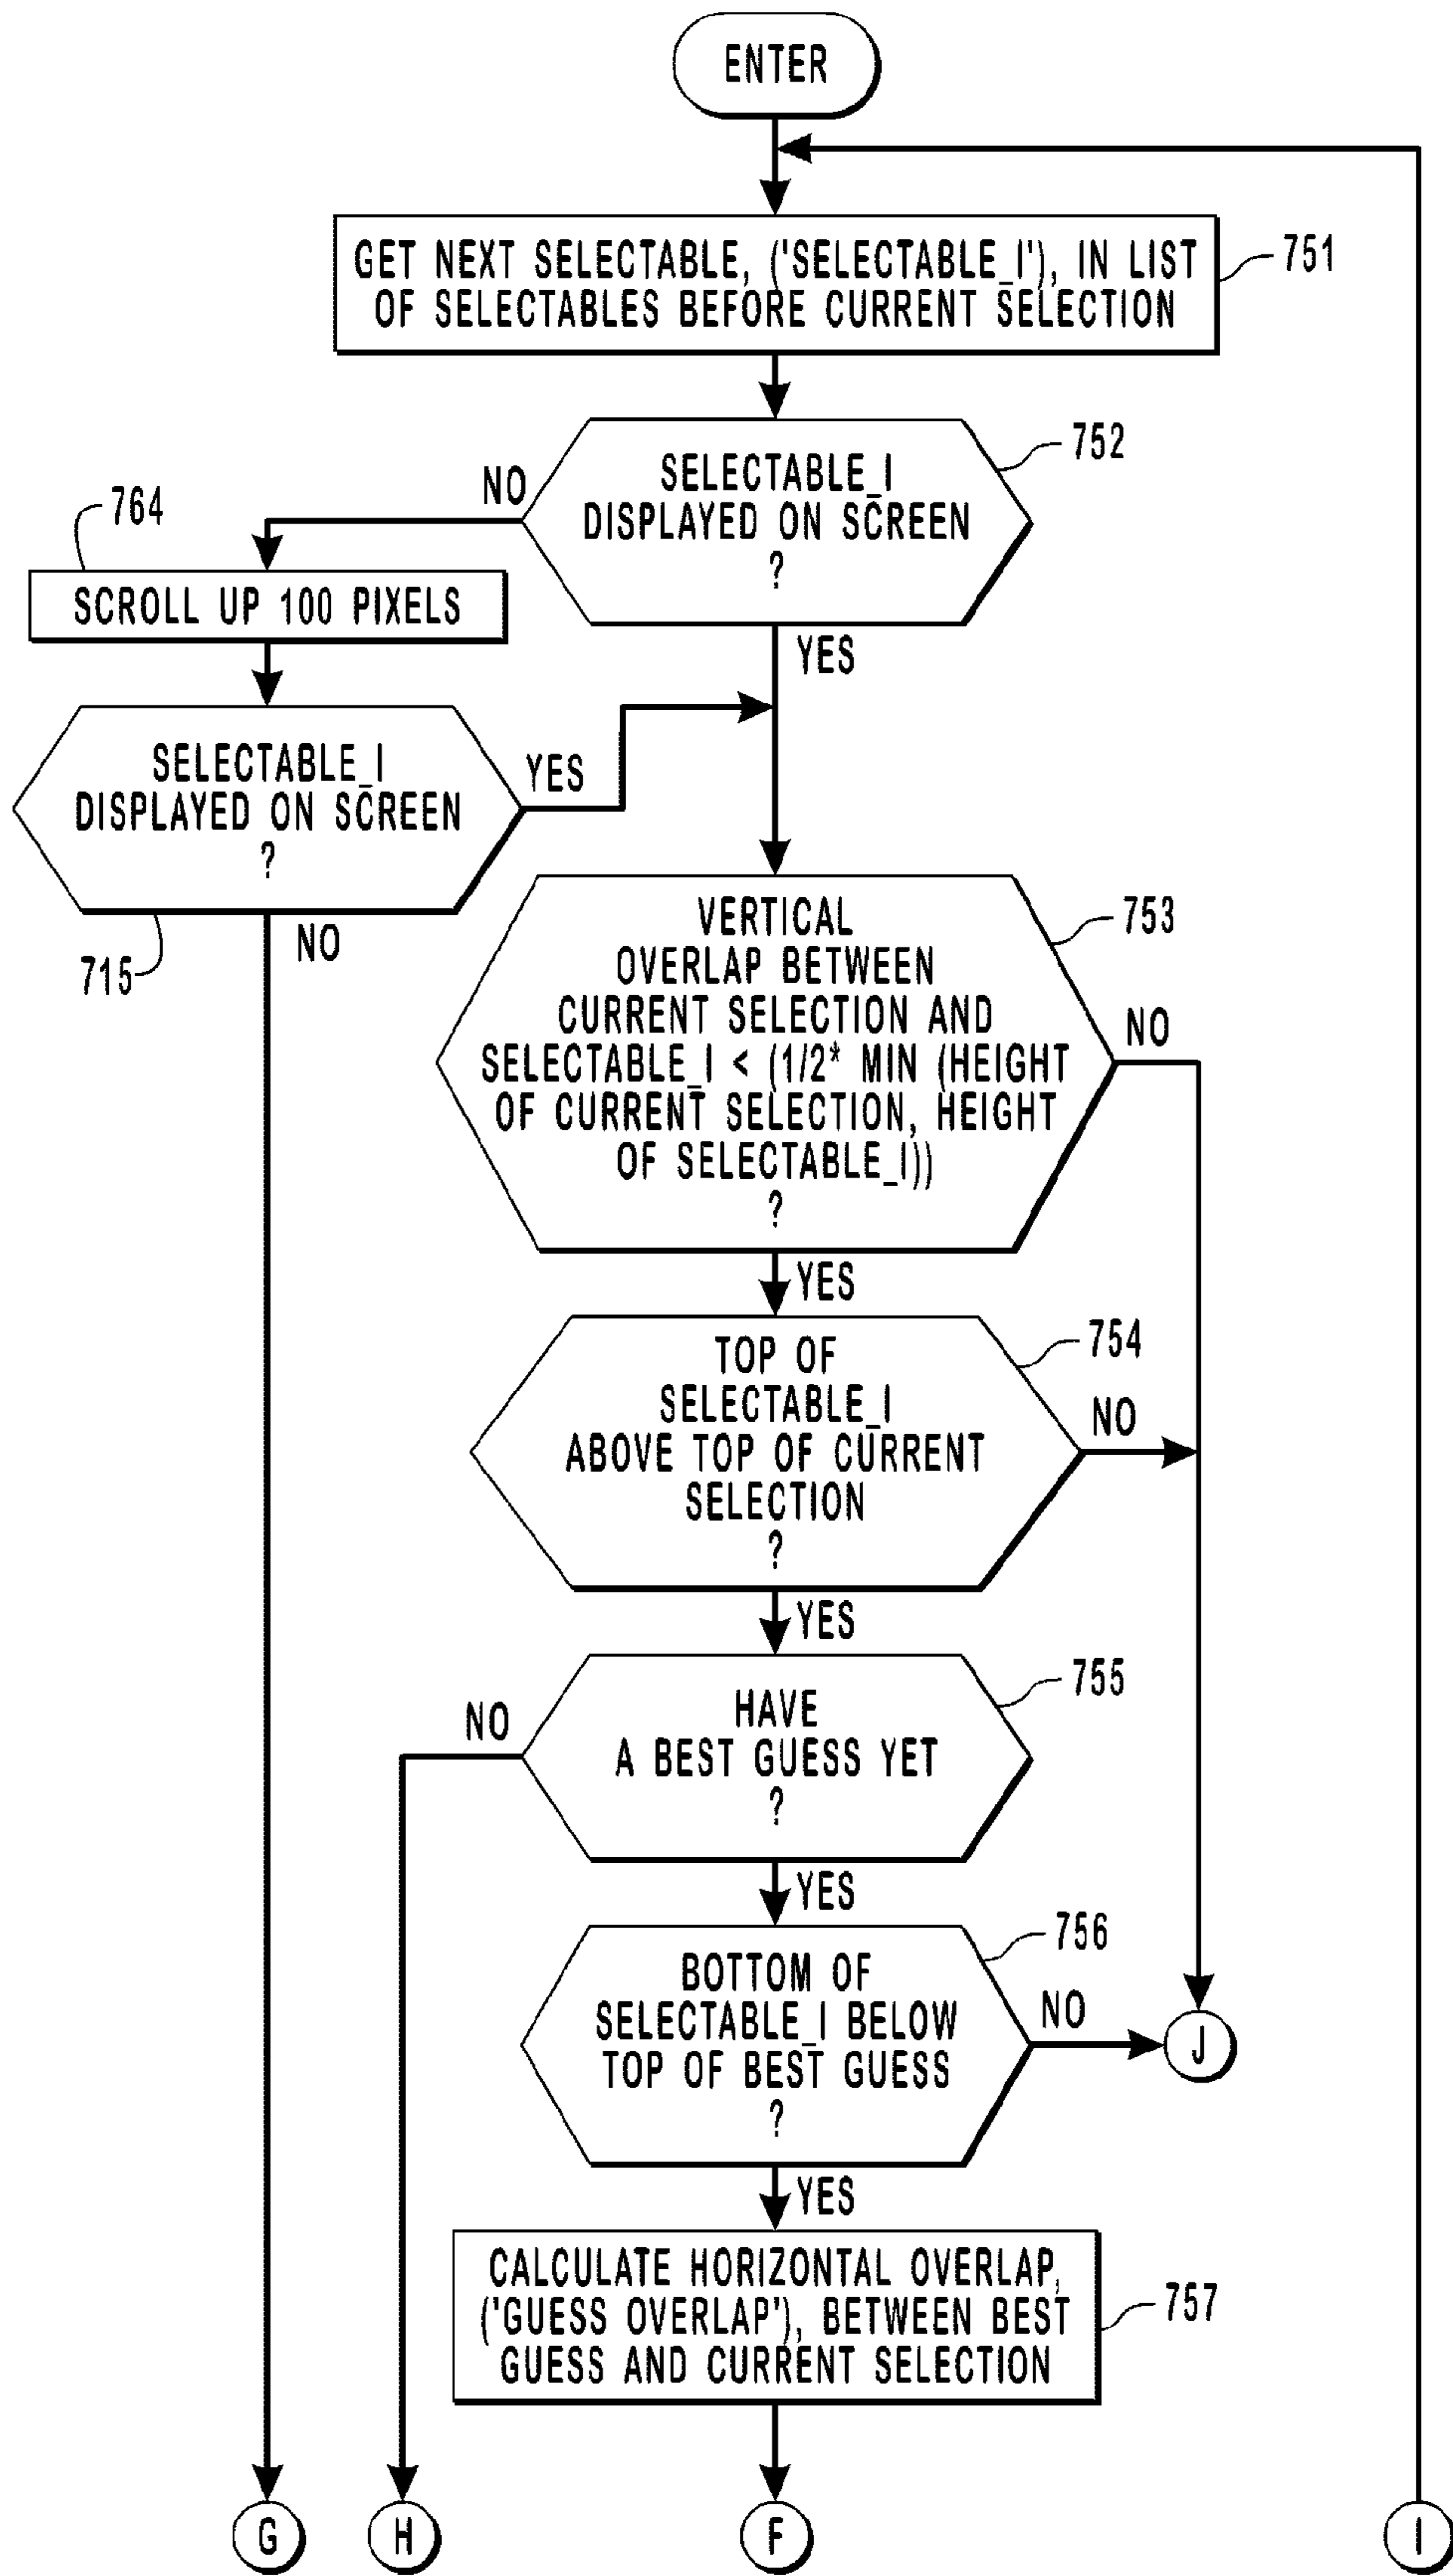 ENTER
GET NEXT SELECTABLE, ('SELECTABLE_I'), IN LIST
OF SELECTABLES BEFORE CURRENT SELECTION
751
SELECTABLE_I
DISPLAYED ON SCREEN
?
752
NO
YES
764
SCROLL UP 100 PIXELS
SELECTABLE_I
DISPLAYED ON SCREEN
?
YES
NO
715
VERTICAL
OVERLAP BETWEEN
CURRENT SELECTION AND
SELECTABLE_I < (1/2* MIN (HEIGHT
OF CURRENT SELECTION, HEIGHT
OF SELECTABLE_I))
?
753
NO
YES
TOP OF
SELECTABLE_I
ABOVE TOP OF CURRENT
SELECTION
?
754
NO
YES
HAVE
A BEST GUESS YET
?
755
NO
YES
BOTTOM OF
SELECTABLE_I BELOW
TOP OF BEST GUESS
?
756
NO
J
YES
CALCULATE HORIZONTAL OVERLAP,
('GUESS OVERLAP'), BETWEEN BEST
GUESS AND CURRENT SELECTION
757
G
H
F
I